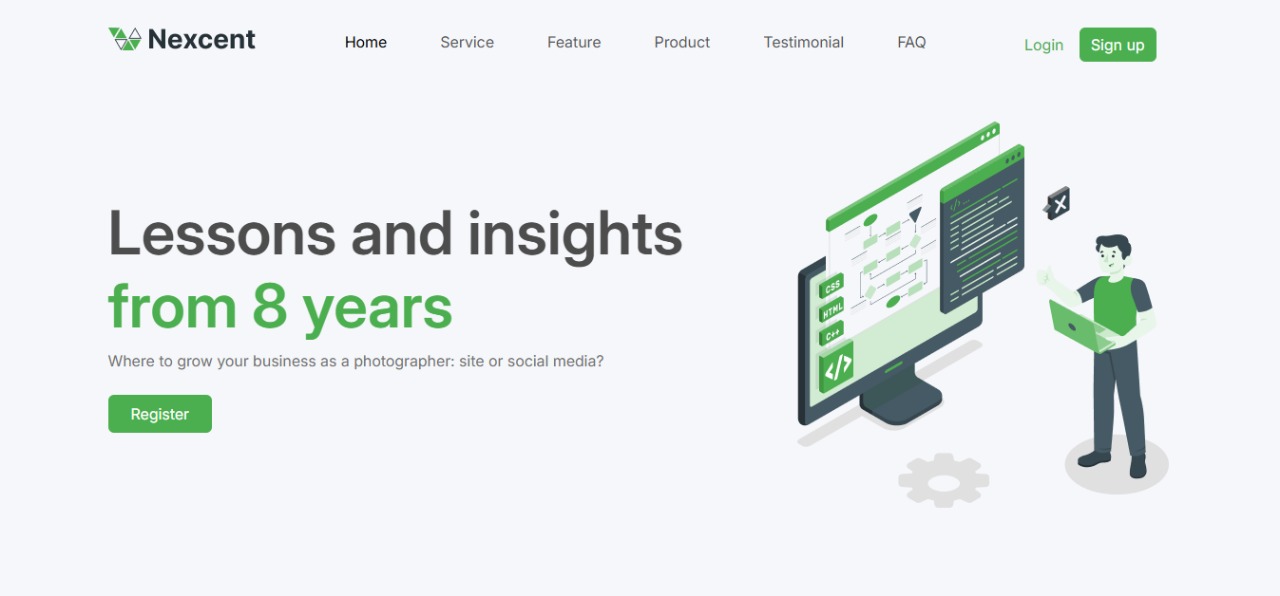 Nexcent
Home Service Feature Product Testimonial FAQ
Login Sign up
Lessons and insights
from 8 years
Where to grow your business as a photographer: site or social media?
Register
CSS
HTML
C++
</>
</>
X